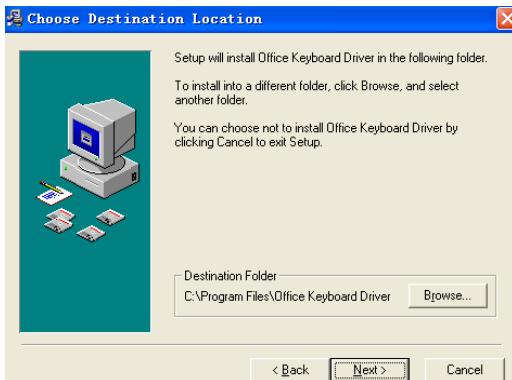 Choose Destination Location
Setup will install Office Keyboard Driver in the following folder.
To install into a different folder, click Browse, and select
another folder.
You can choose not to install Office Keyboard Driver by
clicking Cancel to exit Setup.
Destination Folder
C:\Program Files\Office Keyboard Driver
Browse...
< Back
Next >
Cancel